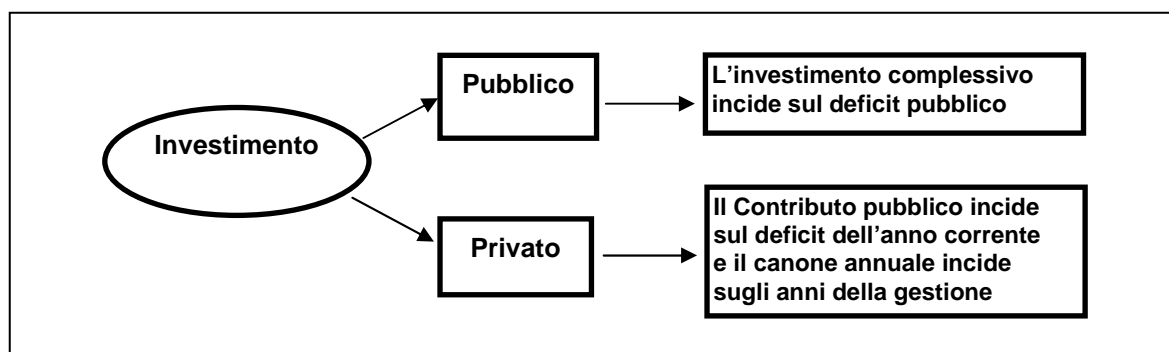 Investimento
Pubblico
L’investimento complessivo
incide sul deficit pubblico
Privato
Il Contributo pubblico incide
sul deficit dell’anno corrente
e il canone annuale incide
sugli anni della gestione